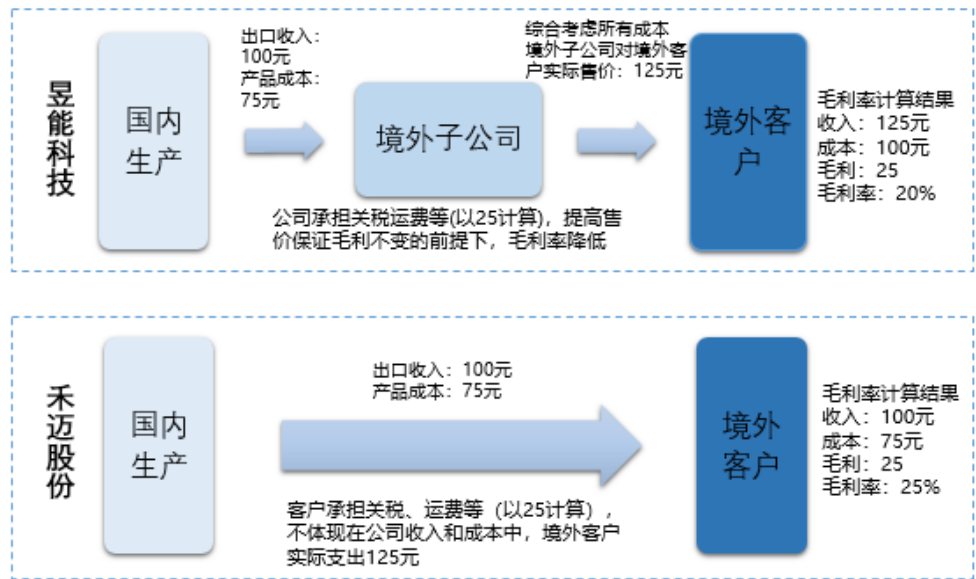 昱能科技
国内
生产
出口收入：
100元
产品成本：
75元
境外子公司
综合考虑所有成本
境外子公司对境外客
户实际售价：125元
境外客
户
毛利率计算结果
收入：125元
成本：100元
毛利：25
毛利率：20%
公司承担关税运费等(以25计算)，提高售
价保证毛利不变的前提下，毛利率降低
禾迈股份
国内
生产
出口收入：100元
产品成本：75元
客户承担关税、运费等（以25计算），
不体现在公司收入和成本中，境外客户
实际支出125元
境外
客户
毛利率计算结果
收入：100元
成本：75元
毛利：25
毛利率：25%